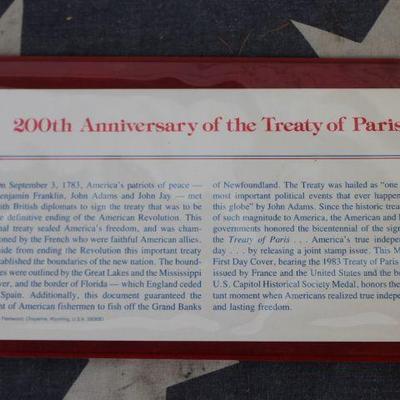 200th Anniversary of the Treaty of Paris
September 3, 1783, America's patriots of peace —
enjamin Franklin, John Adams and John Jay — met
th British diplomats to sign the treaty that was to be
e definitive ending of the American Revolution. This
nal treaty sealed America's freedom, and was cham-
oned by the French who were faithful American allies.
side from ending the Revolution this important treaty
tablished the boundaries of the new nation. The bound-
es were outlined by the Great Lakes and the Mississippi
ver, and the border of Florida — which England ceded
Spain. Additionally, this document guaranteed the
nt of American fishermen to fish off the Grand Banks
Fleetwood, Cheyenne, Wyoming, U.S.A.
of Newfoundland. The Treaty was hailed as "one
most important political events that ever happen
this globe" by John Adams. Since the historic trea
of such magnitude to America, the American and
governments honored the bicentennial of the sign
the Treaty of Paris . . . America's true independ
day . . . by releasing a joint stamp issue. This M
First Day Cover, bearing the 1983 Treaty of Paris
issued by France and the United States and the b
U.S. Capitol Historical Society Medal, honors the
tant moment when Americans realized true indepen
and lasting freedom.